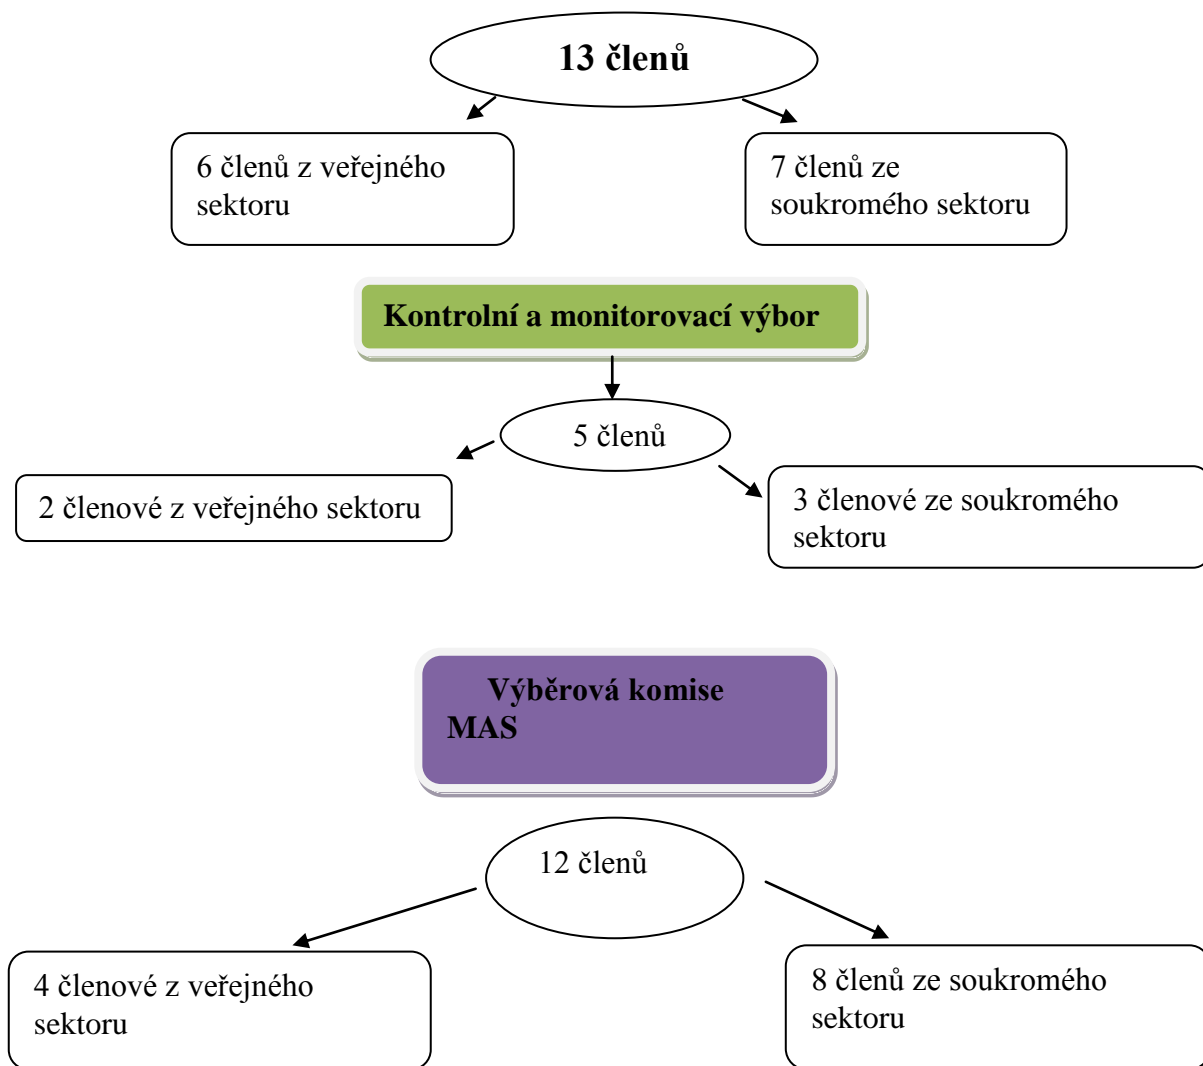 13 členů
6 členů z veřejného
sektoru
7 členů ze
soukromého sektoru
Kontrolní a monitorovací výbor
5 členů
2 členové z veřejného sektoru
3 členové ze soukromého
sektoru
Výběrová komise
MAS
12 členů
4 členové z veřejného
sektoru
8 členů ze soukromého
sektoru